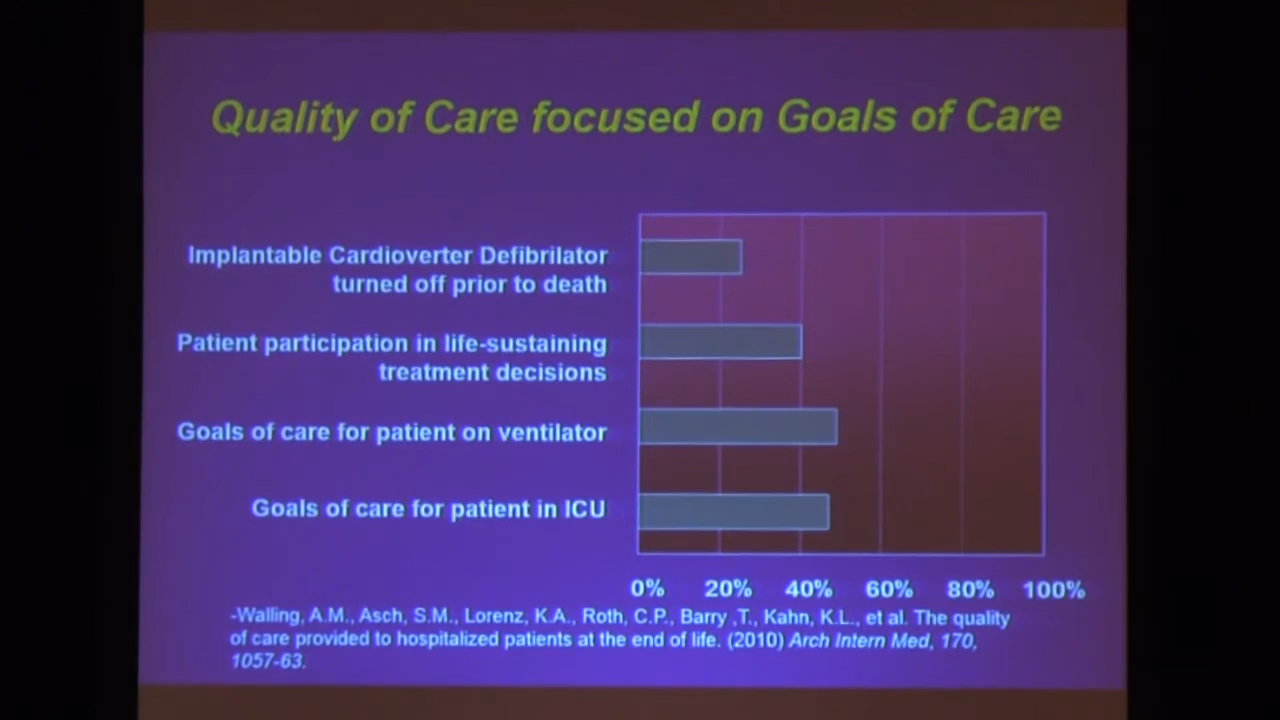 Quality of Care focused on Goals of Care
Implantable Cardioverter Defibrilator
turned off prior to death
Patient participation in life-sustaining
treatment decisions
Goals of care for patient on ventilator
Goals of care for patient in ICU
0% 20% 40% 60% 80% 100%
-Walling, A.M., Asch, S.M., Lorenz, K.A., Roth, C.P., Barry ,T., Kahn, K.L., et al. The quality
of care provided to hospitalized patients at the end of life. (2010) Arch Intern Med, 170,
1057-63.